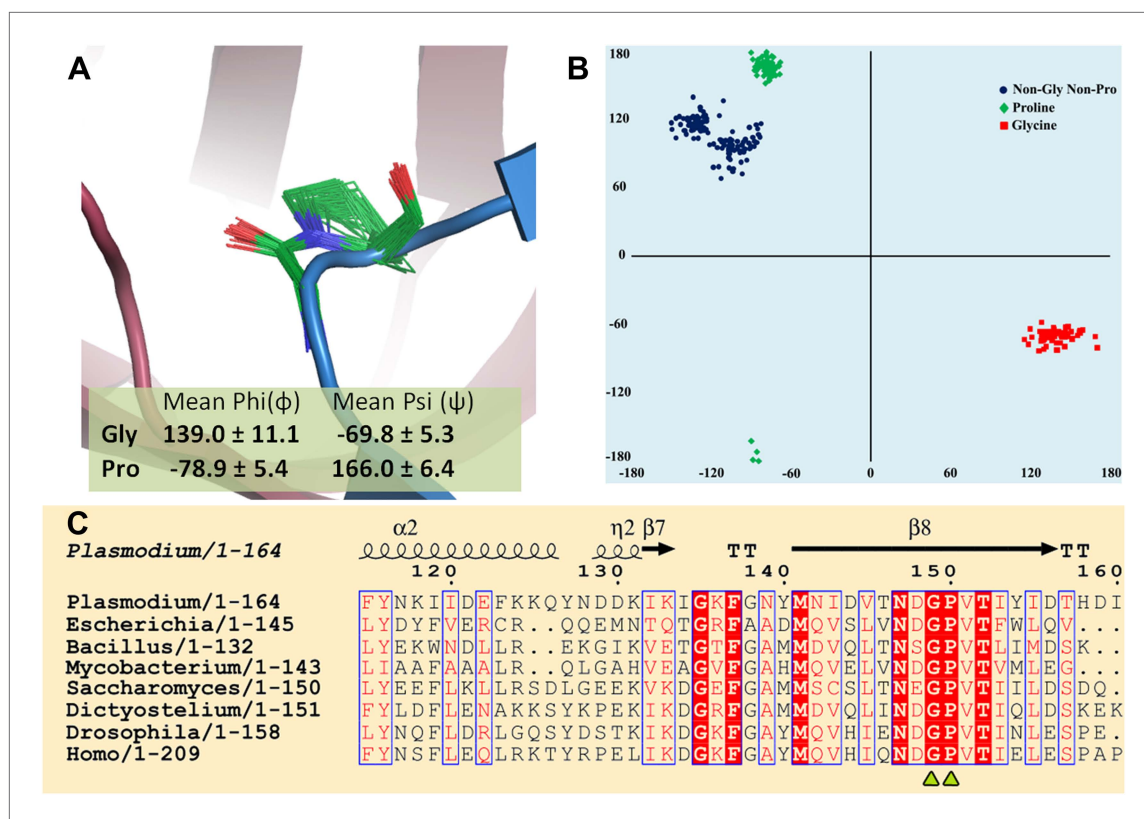 A
Mean Phi(ϕ) Mean Psi (ψ)
Gly 139.0 ± 11.1 -69.8 ± 5.3
Pro -78.9 ± 5.4 166.0 ± 6.4
B
180
120
60
0
-60
-120
-180
-180 -120 -60 0 60 120 180
Non-Gly Non-Pro
Proline
Glycine
C
α2 η2 β7 β8
Plasmodium/1-164 TT TT
120 130 140 150 160
Plasmodium/1-164 FYNKIIDEFKKQYNDDKIKIGKFGNYMNIDVTNDGPVTIYIDTHDI
Escherichia/1-145 LYDYFVERCR..QQEMNTQTGRFAADMQVSLVNDGPVTFWLQV...
Bacillus/1-132 LYEKWNDLL..REKGIKVETGTFGAMMDVQLTNSGPVTLIMDSK..
Mycobacterium/1-143 LIAAFAAALR..QLGAHVEAGVFGAHMQVELVNDGPVTVMLEG...
Saccharomyces/1-150 LYEEFLKLLRSDLGEEKVKDGEFGAMMSCSLTNEGPVTIILDSDQ.
Dictyostelium/1-151 FYLDFLENAKKSYKPEKIKDGKFGAMMDVQLINDGPVTIQLDSKEK
Drosophila/1-158 LYNQFLDRLGQSYDSTKIKDGKFGAYMQVHIQNDGPVTINLESPE.
Homo/1-209 FYNSFLEQLRKTYRPELIKDGKFGAYMQVHIENDGPVTIELESPAP